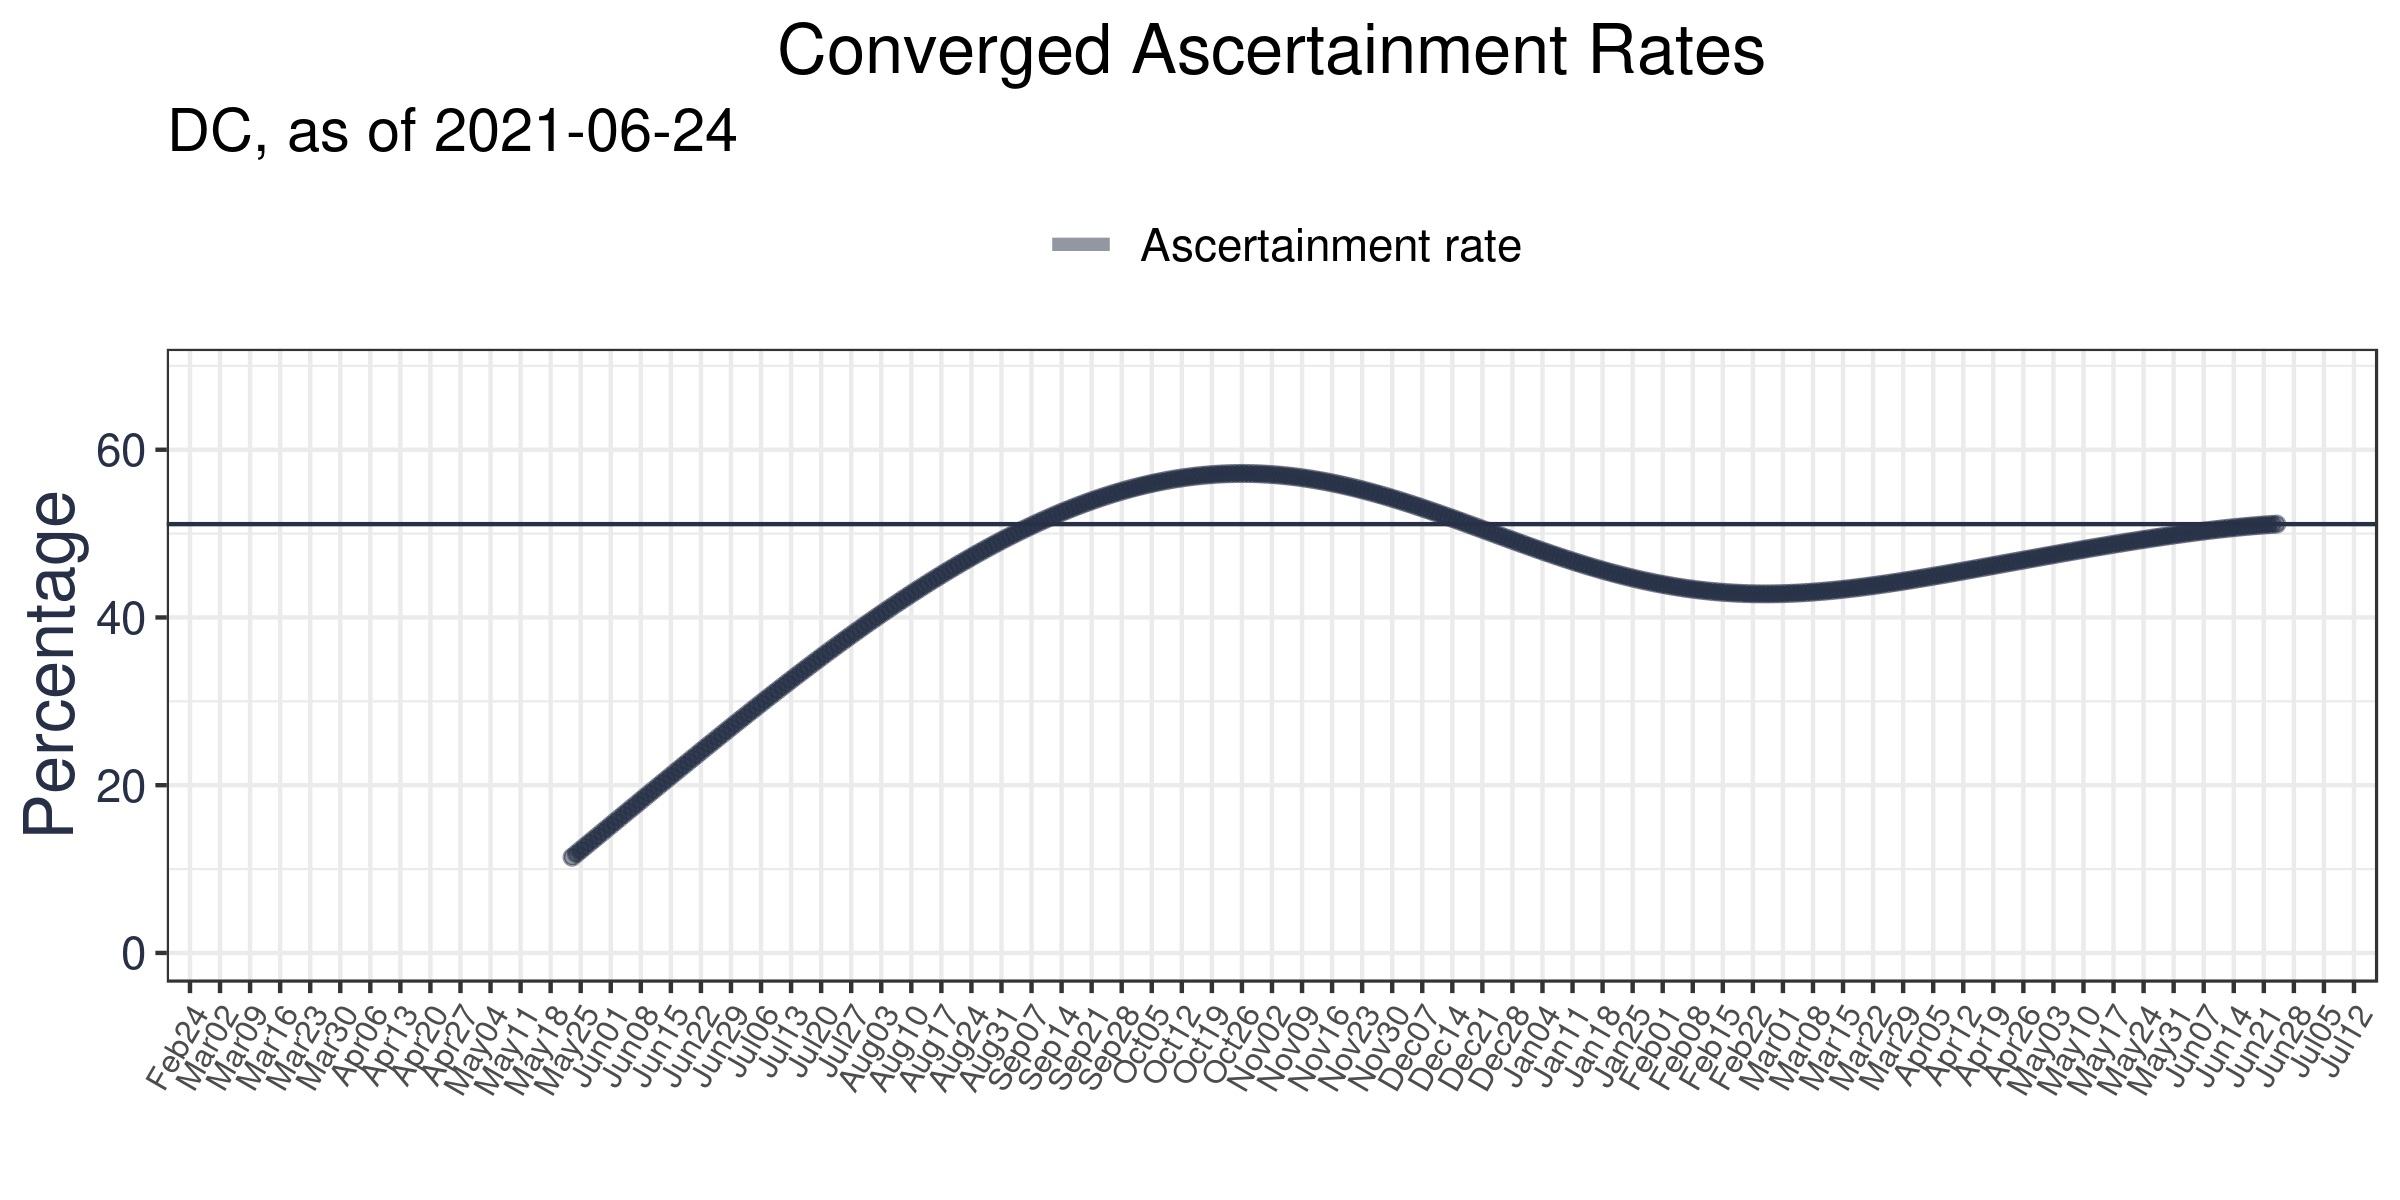 Converged Ascertainment Rates
DC, as of 2021-06-24
Ascertainment rate
Percentage
60
40
20
0
Feb24
Mar02
Mar09
Mar16
Mar23
Mar30
Apr06
Apr13
Apr20
Apr27
May04
May11
May18
May25
Jun01
Jun08
Jun15
Jun22
Jun29
Jul06
Jul13
Jul20
Jul27
Aug03
Aug10
Aug17
Aug24
Aug31
Sep07
Sep14
Sep21
Sep28
Oct05
Oct12
Oct19
Oct26
Nov02
Nov09
Nov16
Nov23
Nov30
Dec07
Dec14
Dec21
Dec28
Jan04
Jan11
Jan18
Jan25
Feb01
Feb08
Feb15
Feb22
Mar01
Mar08
Mar15
Mar22
Mar29
Apr05
Apr12
Apr19
Apr26
May03
May10
May17
May24
May31
Jun07
Jun14
Jun21
Jun28
Jul05
Jul12